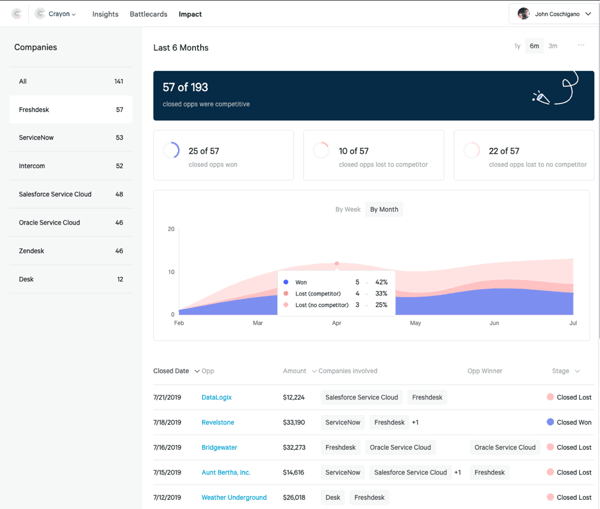 Crayon Insights Battlecards Impact John Coschigano
Companies
All 141
Freshdesk 57
ServiceNow 53
Intercom 52
Salesforce Service Cloud 48
Oracle Service Cloud 46
Zendesk 46
Desk 12
Last 6 Months 1y 6m 3m ...
57 of 193
closed opps were competitive
25 of 57
closed opps won
10 of 57
closed opps lost to competitor
22 of 57
closed opps lost to no competitor
By Week By Month
20
10
0
Won 5 - 42%
Lost (competitor) 4 - 33%
Lost (no competitor) 3 - 25%
Feb Mar Apr May Jun Jul
Closed Date Opp Amount Companies Involved Opp Winner Stage
7/21/2019 DataLogix $12,224 Salesforce Service Cloud Freshdesk Closed Lost
7/18/2019 Revelstone $33,190 ServiceNow Freshdesk +1 Closed Won
7/16/2019 Bridgewater $32,273 Freshdesk Oracle Service Cloud Oracle Service Cloud Closed Lost
7/15/2019 Aunt Bertha, Inc. $14,616 ServiceNow Salesforce Service Cloud +1 Freshdesk Closed Lost
7/12/2019 Weather Underground $26,018 Desk Freshdesk Closed Lost